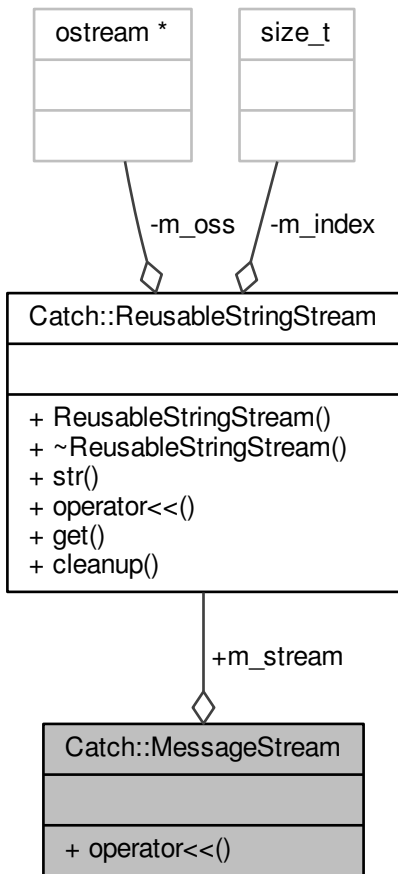 ostream *
size_t
-m_oss
-m_index
Catch::ReusableStringStream
+ ReusableStringStream()
+ ~ReusableStringStream()
+ str()
+ operator<<()
+ get()
+ cleanup()
+m_stream
Catch::MessageStream
+ operator<<()